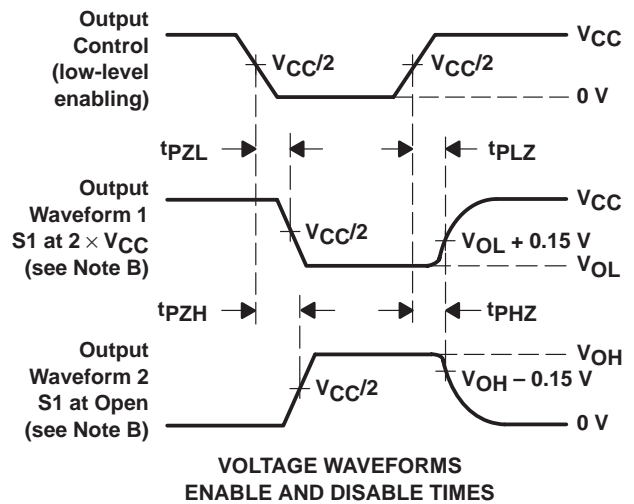 Output
Control
(low-level
enabling)
VCC
VCC/2
VCC/2
0 V
tPZL
tPLZ
Output
Waveform 1
S1 at 2 × VCC
(see Note B)
VCC
VCC/2
VOL + 0.15 V
VOL
tPZH
tPHZ
Output
Waveform 2
S1 at Open
(see Note B)
VOH
VCC/2
VOH – 0.15 V
0 V
VOLTAGE WAVEFORMS
ENABLE AND DISABLE TIMES